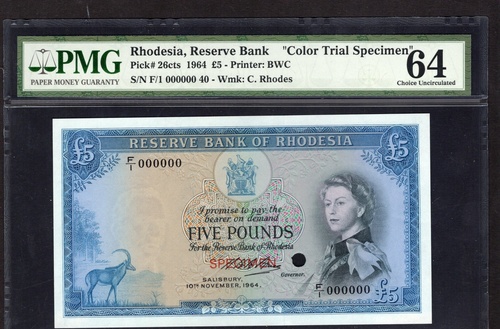 PMG
PAPER MONEY GUARANTY
Rhodesia, Reserve Bank "Color Trial Specimen"
Pick# 26cts 1964 £5 - Printer: BWC
S/N F/1 000000 40 - Wmk: C. Rhodes
64
Choice Uncirculated
£5 RESERVE BANK OF RHODESIA £5
F/1 000000
I promise to pay the
bearer on demand
FIVE POUNDS
For the Reserve Bank of Rhodesia
SPECIMEN
Governor.
SALISBURY,
10TH NOVEMBER, 1964.
F/1 000000
£5